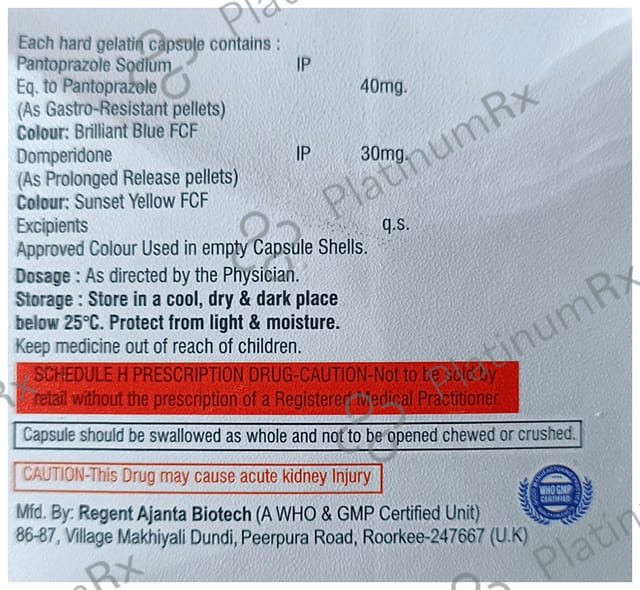 Each hard gelatin capsule contains :
Pantoprazole Sodium IP
Eq. to Pantoprazole 40mg.
(As Gastro-Resistant pellets)
Colour: Brilliant Blue FCF
Domperidone IP 30mg.
(As Prolonged Release pellets)
Colour: Sunset Yellow FCF
Excipients q.s.
Approved Colour Used in empty Capsule Shells.
Dosage : As directed by the Physician.
Storage : Store in a cool, dry & dark place
below 25°C. Protect from light & moisture.
Keep medicine out of reach of children.
SCHEDULE H PRESCRIPTION DRUG-CAUTION-Not to be sold by
retail without the prescription of a Registered Medical Practitioner.
Capsule should be swallowed as whole and not to be opened chewed or crushed.
CAUTION-This Drug may cause acute kidney Injury
WHO GMP
CERTIFIED
Mfd. By: Regent Ajanta Biotech (A WHO & GMP Certified Unit)
86-87, Village Makhiyali Dundi, Peerpura Road, Roorkee-247667 (U.K)
PlatinumRx
PlatinumRx